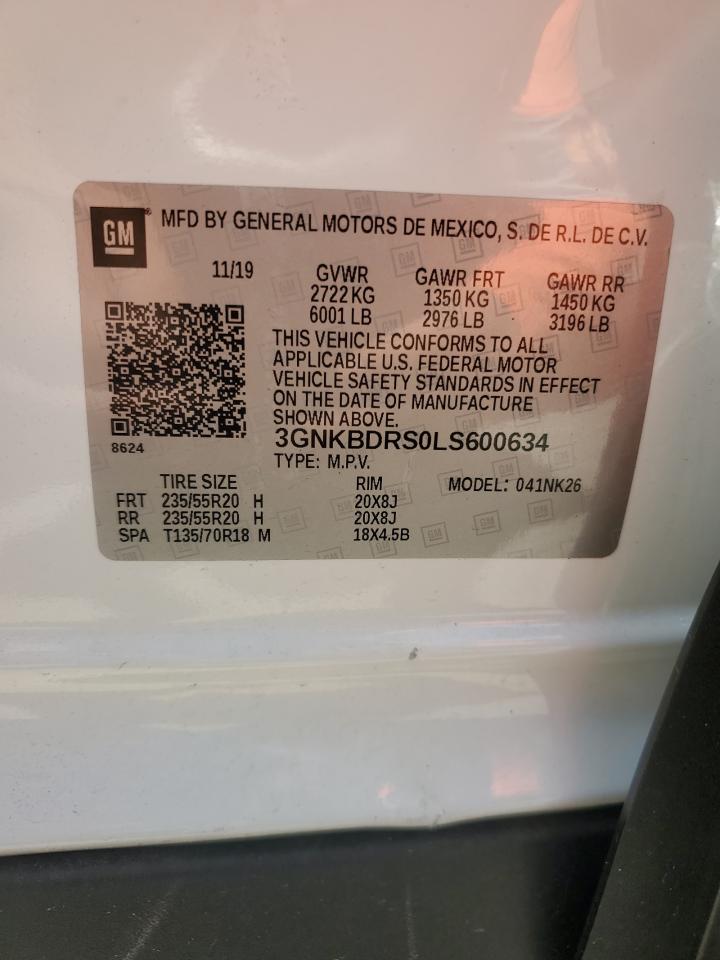 GM ® MFD BY GENERAL MOTORS DE MEXICO, S. DE R.L. DE C.V.
11/19 GVWR GAWR FRT GAWR RR
2722 KG 1350 KG 1450 KG
6001 LB 2976 LB 3196 LB
THIS VEHICLE CONFORMS TO ALL
APPLICABLE U.S. FEDERAL MOTOR
VEHICLE SAFETY STANDARDS IN EFFECT
ON THE DATE OF MANUFACTURE
SHOWN ABOVE.
8624
3GNKBDRS0LS600634
TYPE: M.P.V.
TIRE SIZE RIM MODEL: 041NK26
FRT 235/55R20 H 20X8J
RR 235/55R20 H 20X8J
SPA T135/70R18 M 18X4.5B